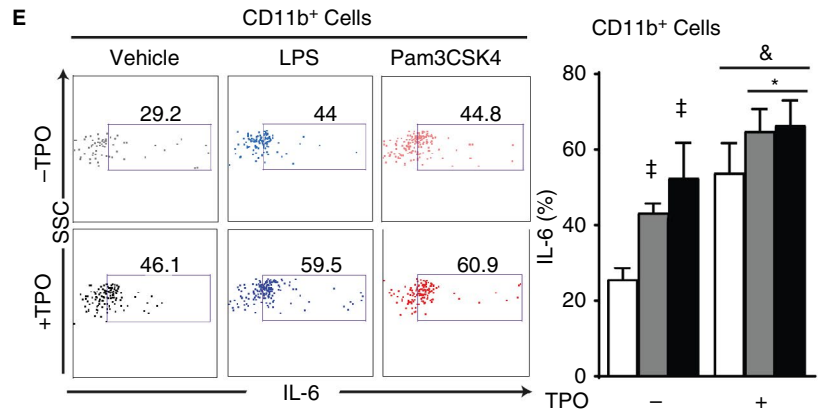 E
CD11b⁺ Cells
Vehicle LPS Pam3CSK4
–TPO
29.2 44 44.8
+TPO
46.1 59.5 60.9
SSC
IL-6
CD11b⁺ Cells
&
*
‡
‡
IL-6 (%)
80
60
40
20
0
TPO – +